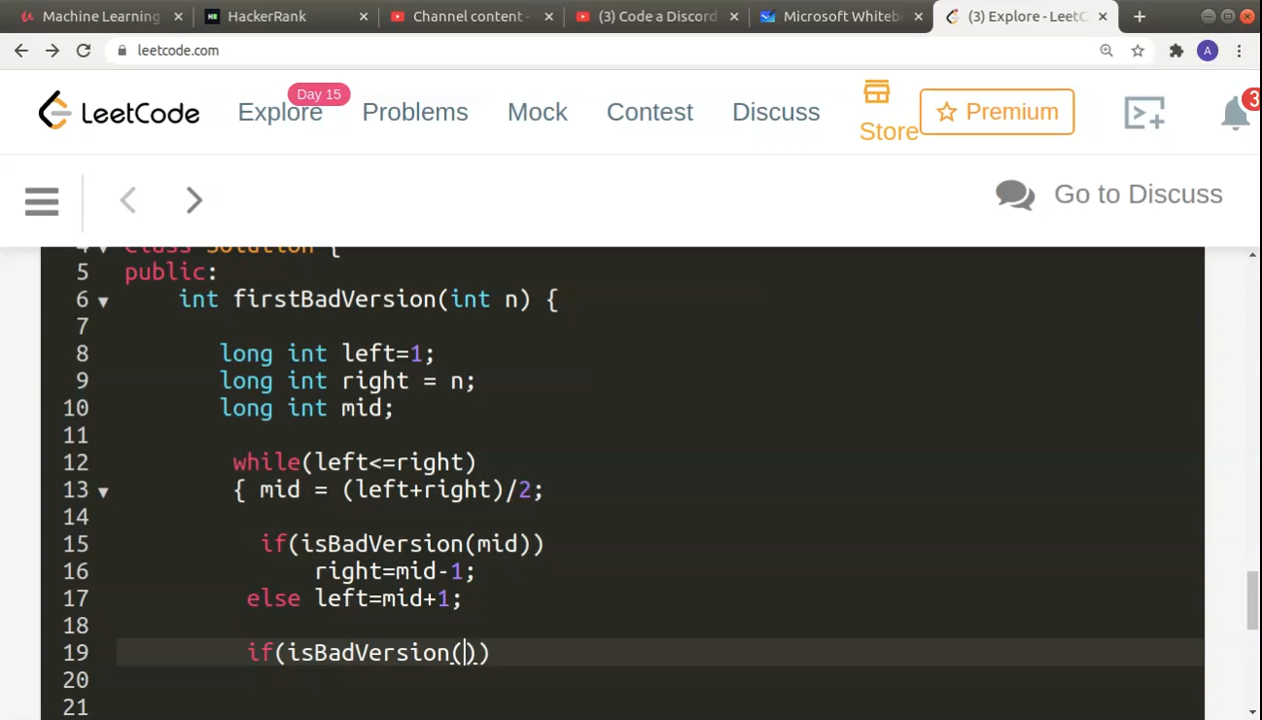 Machine Learning
HackerRank
Channel content -
(3) Code a Discord
Microsoft Whiteb
(3) Explore - LeetC
leetcode.com
A
LeetCode
Explore
Day 15
Problems
Mock
Contest
Discuss
Store
Premium
3
Go to Discuss
4 class Solution {
5 public:
6 int firstBadVersion(int n) {
7
8 long int left=1;
9 long int right = n;
10 long int mid;
11
12 while(left<=right)
13 { mid = (left+right)/2;
14
15 if(isBadVersion(mid))
16 right=mid-1;
17 else left=mid+1;
18
19 if(isBadVersion())
20
21